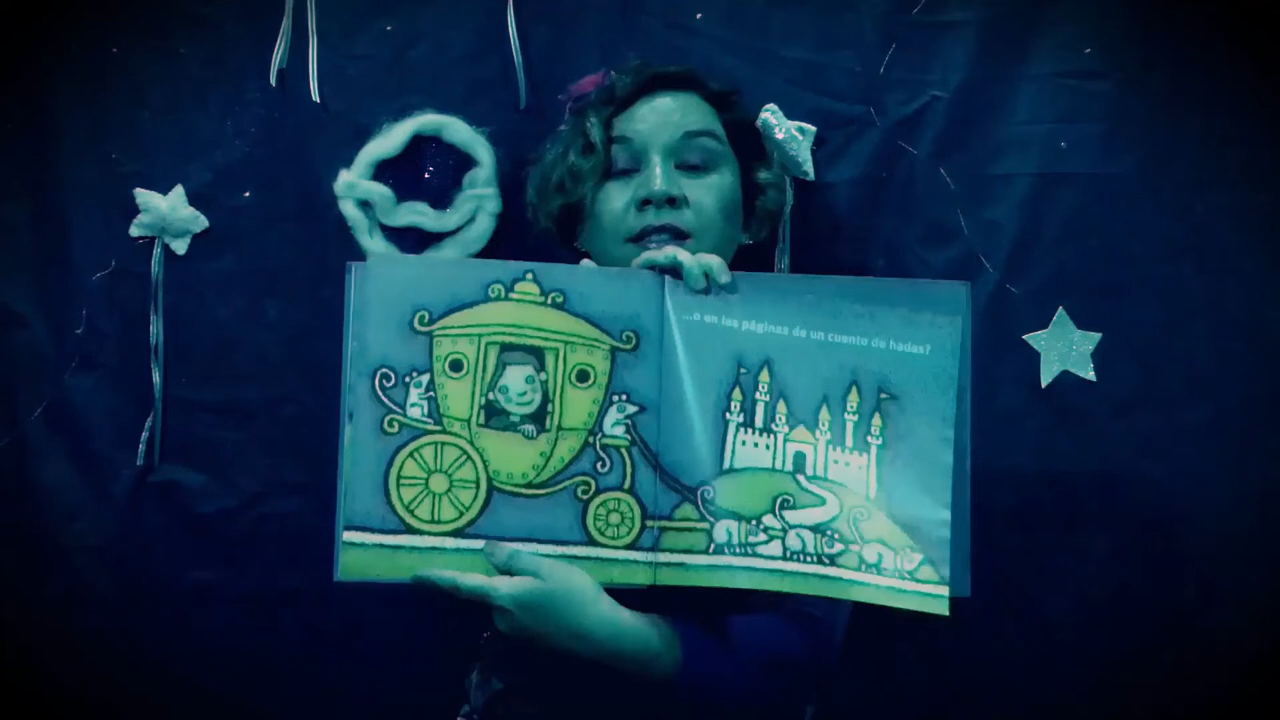 ...o en las páginas de un cuento de hadas?